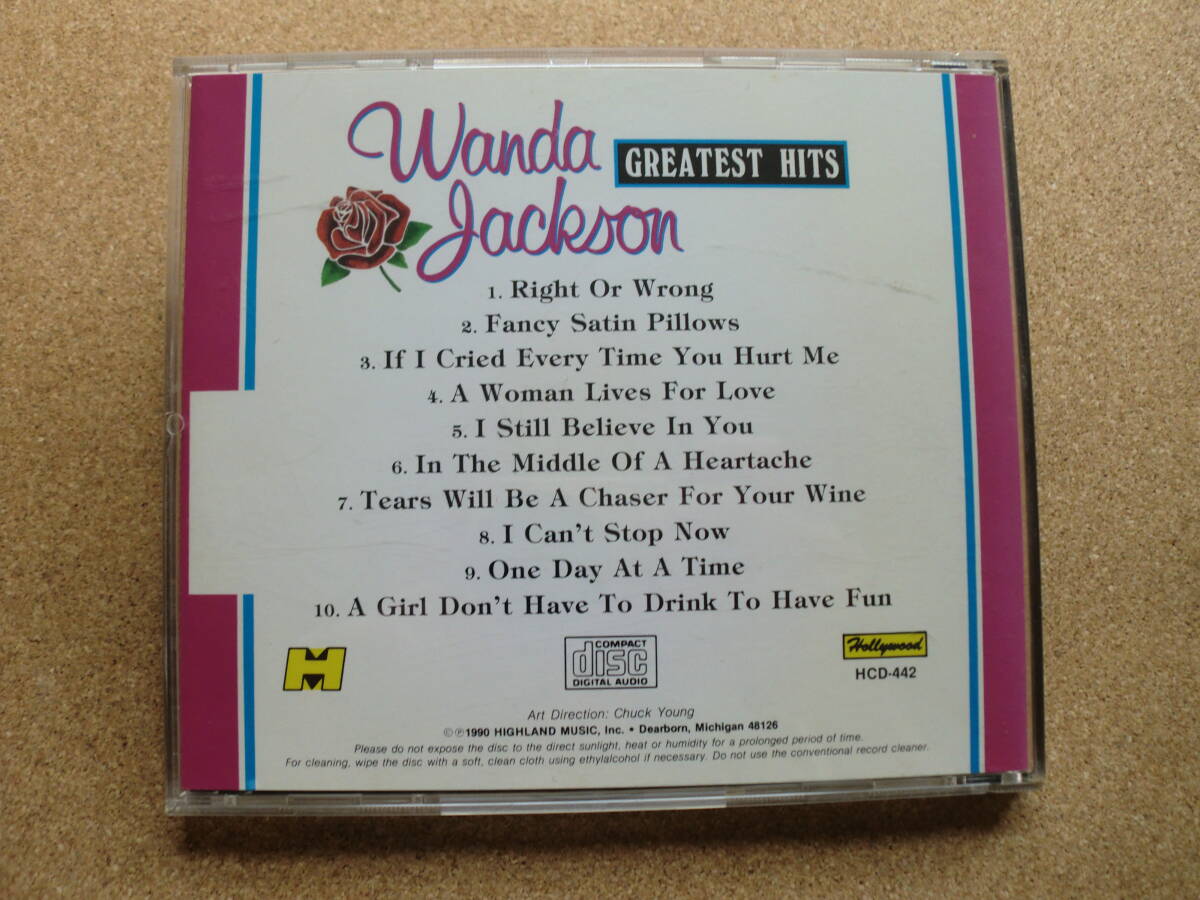 Wanda
Jackson
GREATEST HITS
1. Right Or Wrong
2. Fancy Satin Pillows
3. If I Cried Every Time You Hurt Me
4. A Woman Lives For Love
5. I Still Believe In You
6. In The Middle Of A Heartache
7. Tears Will Be A Chaser For Your Wine
8. I Can't Stop Now
9. One Day At A Time
10. A Girl Don't Have To Drink To Have Fun
H
COMPACT
disc
DIGITAL AUDIO
Hollywood
HCD-442
Art Direction: Chuck Young
©℗1990 HIGHLAND MUSIC, Inc. • Dearborn, Michigan 48126
Please do not expose the disc to the direct sunlight, heat or humidity for a prolonged period of time.
For cleaning, wipe the disc with a soft, clean cloth using ethylalcohol if necessary. Do not use the conventional record cleaner.